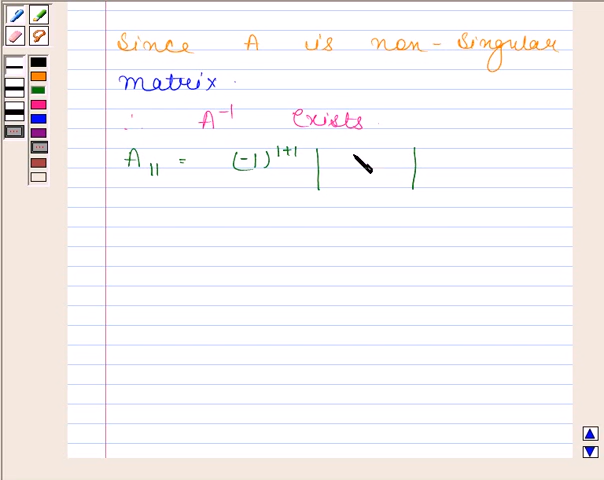 Since A is non-Singular
matrix.
∴ A⁻¹ Exists.
A₁₁ = (-1)¹⁺¹ | |